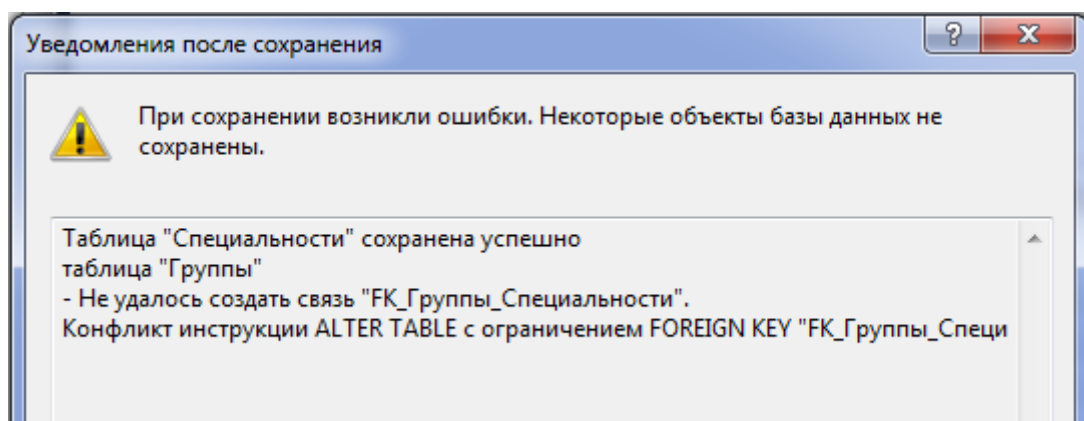 Уведомления после сохранения
При сохранении возникли ошибки. Некоторые объекты базы данных не
сохранены.
Таблица "Специальности" сохранена успешно
таблица "Группы"
- Не удалось создать связь "FK_Группы_Специальности".
Конфликт инструкции ALTER TABLE с ограничением FOREIGN KEY "FK_Группы_Специ